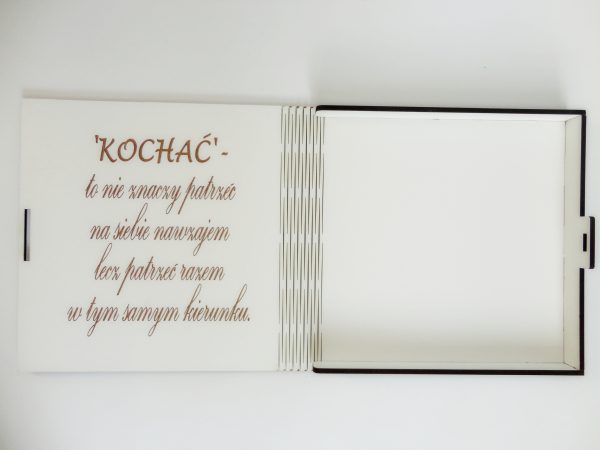 'KOCHAĆ' -
to nie znaczy patrzeć
na siebie nawzajem
lecz patrzeć razem
w tym samym kierunku.